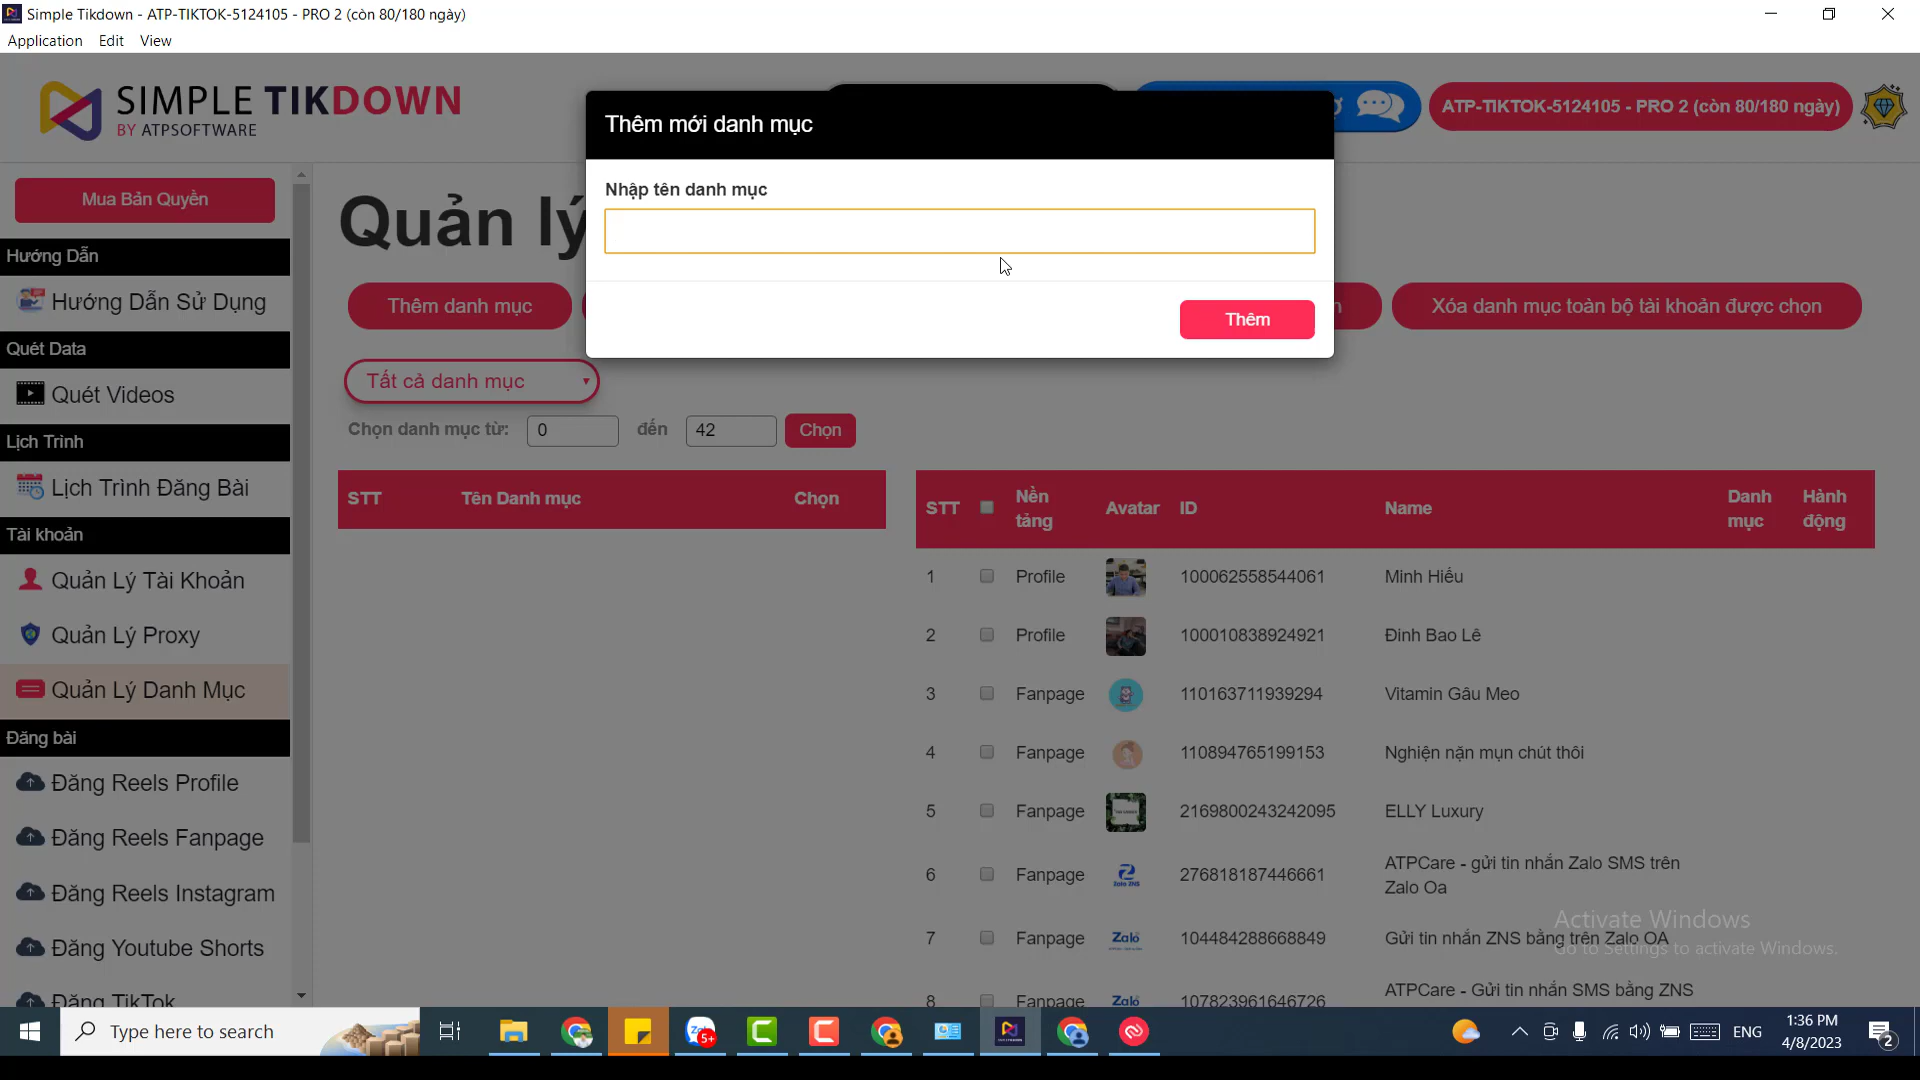 Simple Tikdown - ATP-TIKTOK-5124105 - PRO 2 (còn 80/180 ngày)
Application Edit View
SIMPLE TIKDOWN
BY ATPSOFTWARE
ATP-TIKTOK-5124105 - PRO 2 (còn 80/180 ngày)
Thêm mới danh mục
Nhập tên danh mục
Thêm
Mua Bản Quyền
Hướng Dẫn
Hướng Dẫn Sử Dụng
Quét Data
Quét Videos
Lịch Trình
Lịch Trình Đăng Bài
Tài khoản
Quản Lý Tài Khoản
Quản Lý Proxy
Quản Lý Danh Mục
Đăng bài
Đăng Reels Profile
Đăng Reels Fanpage
Đăng Reels Instagram
Đăng Youtube Shorts
Đăng TikTok
Quản lý
Thêm danh mục
Xóa danh mục toàn bộ tài khoản được chọn
Tất cả danh mục
Chọn danh mục từ: 0 đến 42 Chọn
STT Tên Danh mục Chọn
STT Nền tảng Avatar ID Name Danh mục Hành động
1 Profile 100062558544061 Minh Hiếu
2 Profile 100010838924921 Đinh Bao Lê
3 Fanpage 110163711939294 Vitamin Gâu Meo
4 Fanpage 110894765199153 Nghiện nặn mụn chút thôi
5 Fanpage 2169800243242095 ELLY Luxury
6 Fanpage Zalo ZNS 276818187446661 ATPCare - gửi tin nhắn Zalo SMS trên Zalo Oa
7 Fanpage Zalo 104484288668849 Gửi tin nhắn ZNS bằng trên Zalo OA
8 Fanpage Zalo 107823961646726 ATPCare - Gửi tin nhắn SMS bằng ZNS
Activate Windows
Go to Settings to activate Windows.
Type here to search
5+
ENG
1:36 PM
4/8/2023
2